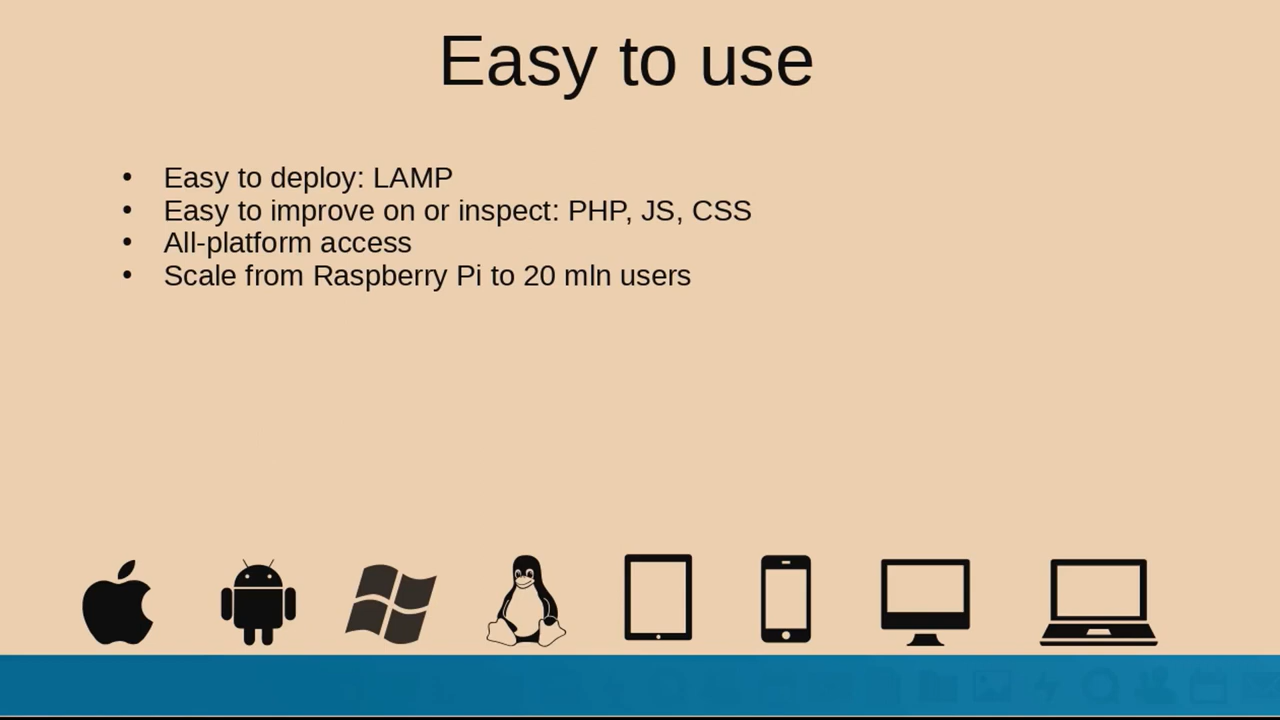 Easy to use
• Easy to deploy: LAMP
• Easy to improve on or inspect: PHP, JS, CSS
• All-platform access
• Scale from Raspberry Pi to 20 mln users